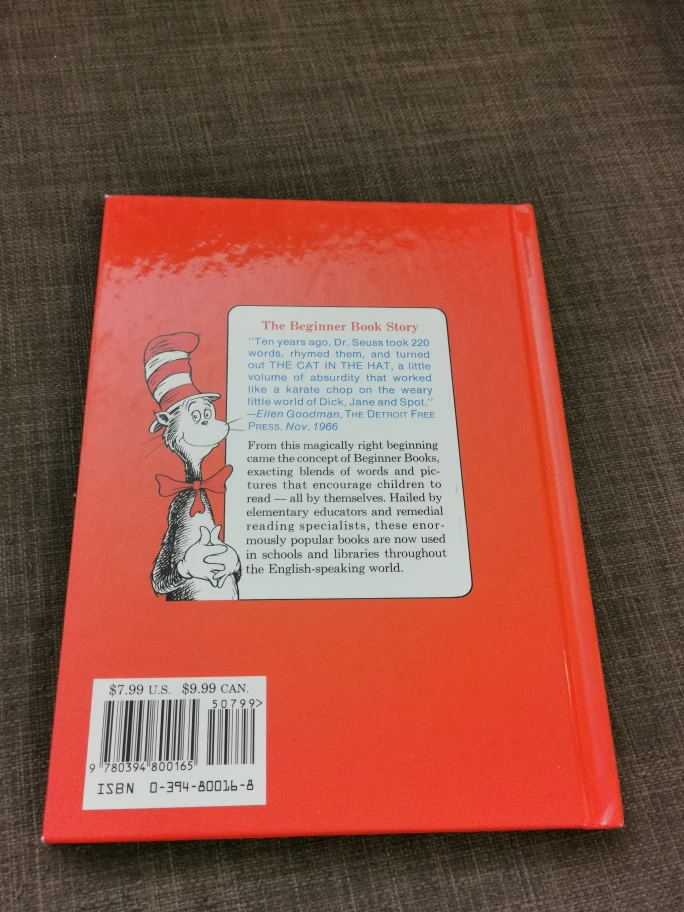 The Beginner Book Story
"Ten years ago, Dr. Seuss took 220
words, rhymed them, and turned
out THE CAT IN THE HAT, a little
volume of absurdity that worked
like a karate chop on the weary
little world of Dick, Jane and Spot."
—Ellen Goodman, THE DETROIT FREE
PRESS, Nov. 1966
From this magically right beginning
came the concept of Beginner Books,
exacting blends of words and pic-
tures that encourage children to
read — all by themselves. Hailed by
elementary educators and remedial
reading specialists, these enor-
mously popular books are now used
in schools and libraries throughout
the English-speaking world.
$7.99 U.S. $9.99 CAN.
50799>
9 780394 800165
ISBN 0-394-80016-8